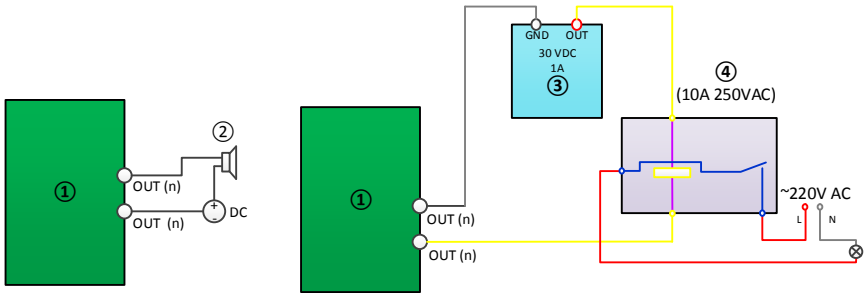 ①
OUT (n)
OUT (n)
②
+
-
DC
①
OUT (n)
OUT (n)
GND OUT
30 VDC
1A
③
④
(10A 250VAC)
~220V AC
L N